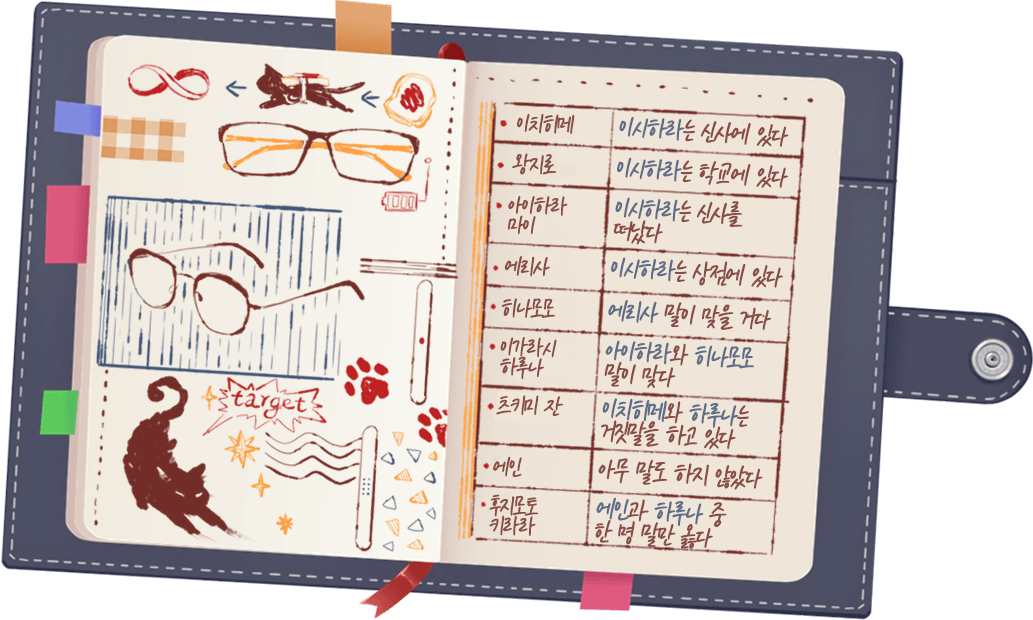 target
• 이치히메 이시하라는 신사에 있다
• 왕지로 이시하라는 학교에 있다
• 아이하라 마이 이시하라는 신사를
떠났다
• 에리사 이시하라는 상점에 있다
• 히나모모 에리사 말이 맞을 거다
• 이가라시 하루나 아이하라와 히나모모
말이 맞다
• 츠키미 잔 이치히메와 하루나는
거짓말을 하고 있다
• 에인 아무 말도 하지 않았다
• 후지모토 키라라 에인과 하루나 중
한 명 말만 옳다